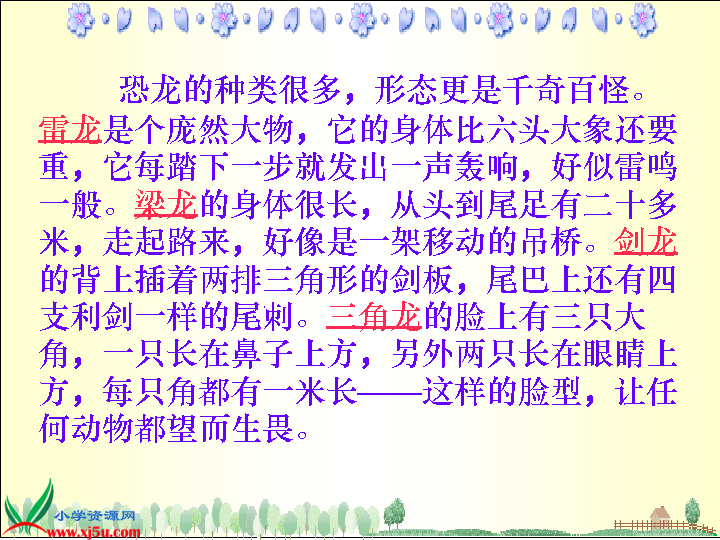 恐龙的种类很多，形态更是千奇百怪。
雷龙是个庞然大物，它的身体比六头大象还要
重，它每踏下一步就发出一声轰响，好似雷鸣
一般。梁龙的身体很长，从头到尾足有二十多
米，走起路来，好像是一架移动的吊桥。剑龙
的背上插着两排三角形的剑板，尾巴上还有四
支利剑一样的尾刺。三角龙的脸上有三只大
角，一只长在鼻子上方，另外两只长在眼睛上
方，每只角都有一米长——这样的脸型，让任
何动物都望而生畏。
小学资源网
www.xj5u.com